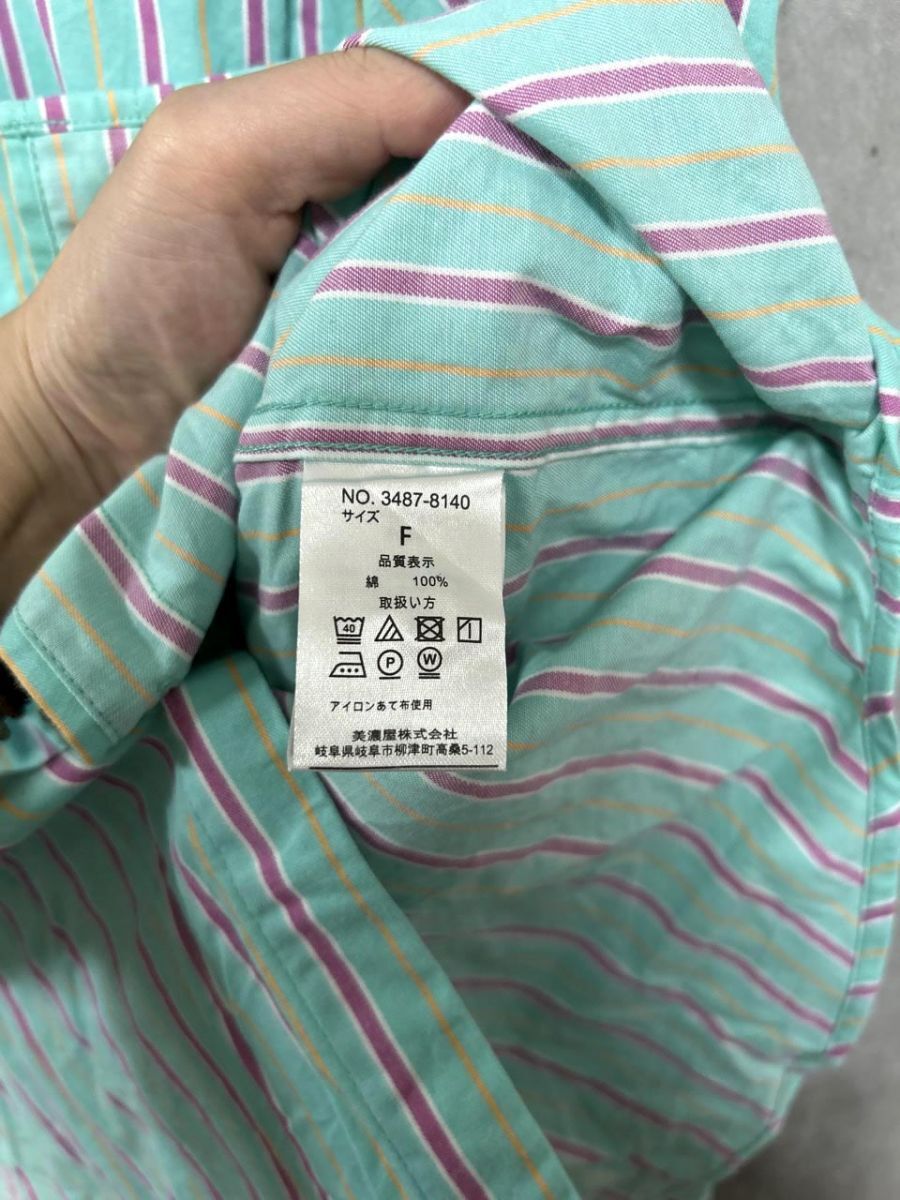 NO. 3487-8140
サイズ
F
品質表示
綿 100%
取扱い方
40
P W
アイロンあて布使用
美濃屋株式会社
岐阜県岐阜市柳津町高桑5-112